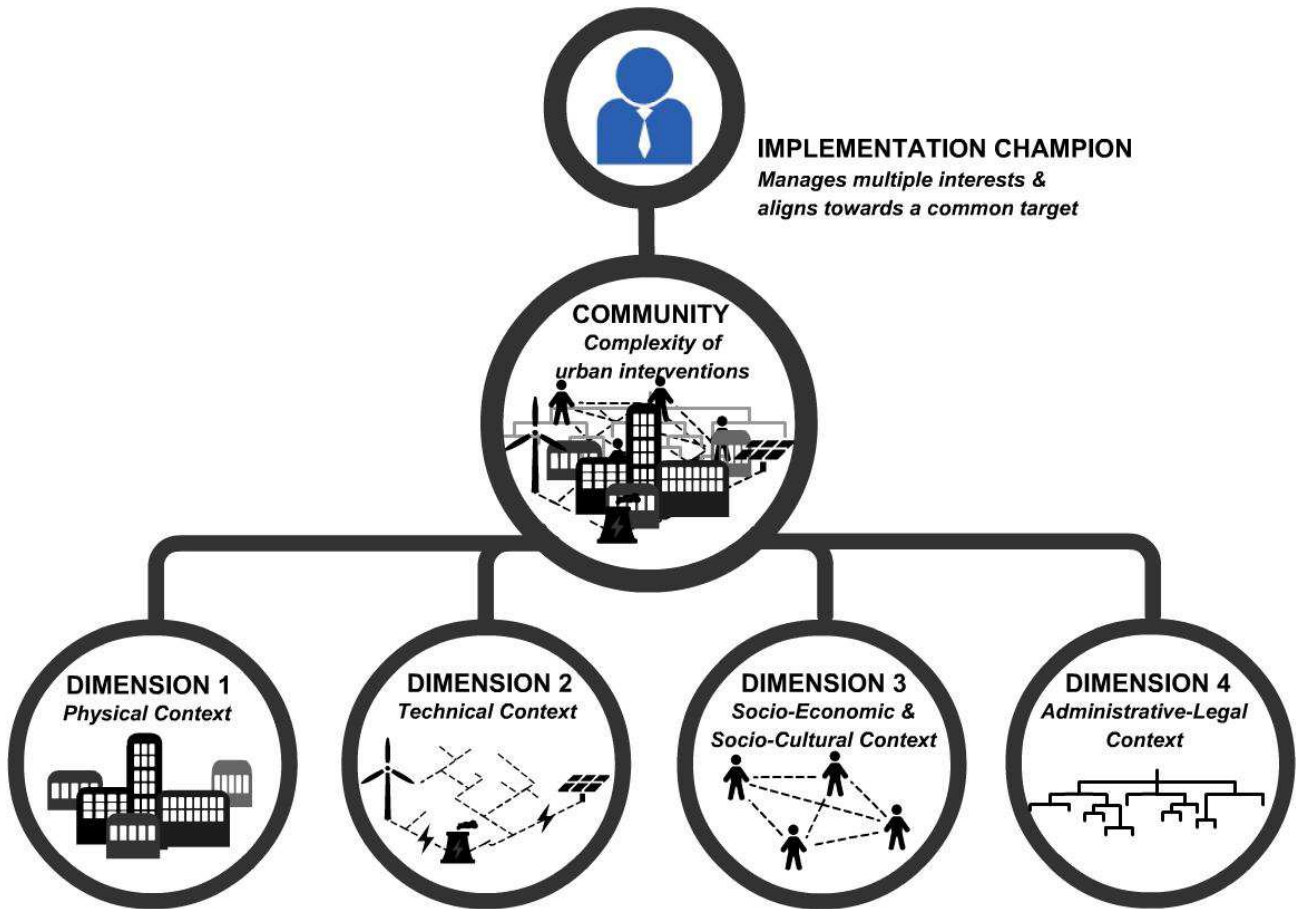 IMPLEMENTATION CHAMPION
Manages multiple interests &
aligns towards a common target
COMMUNITY
Complexity of
urban interventions
DIMENSION 1
Physical Context
DIMENSION 2
Technical Context
DIMENSION 3
Socio-Economic &
Socio-Cultural Context
DIMENSION 4
Administrative-Legal
Context